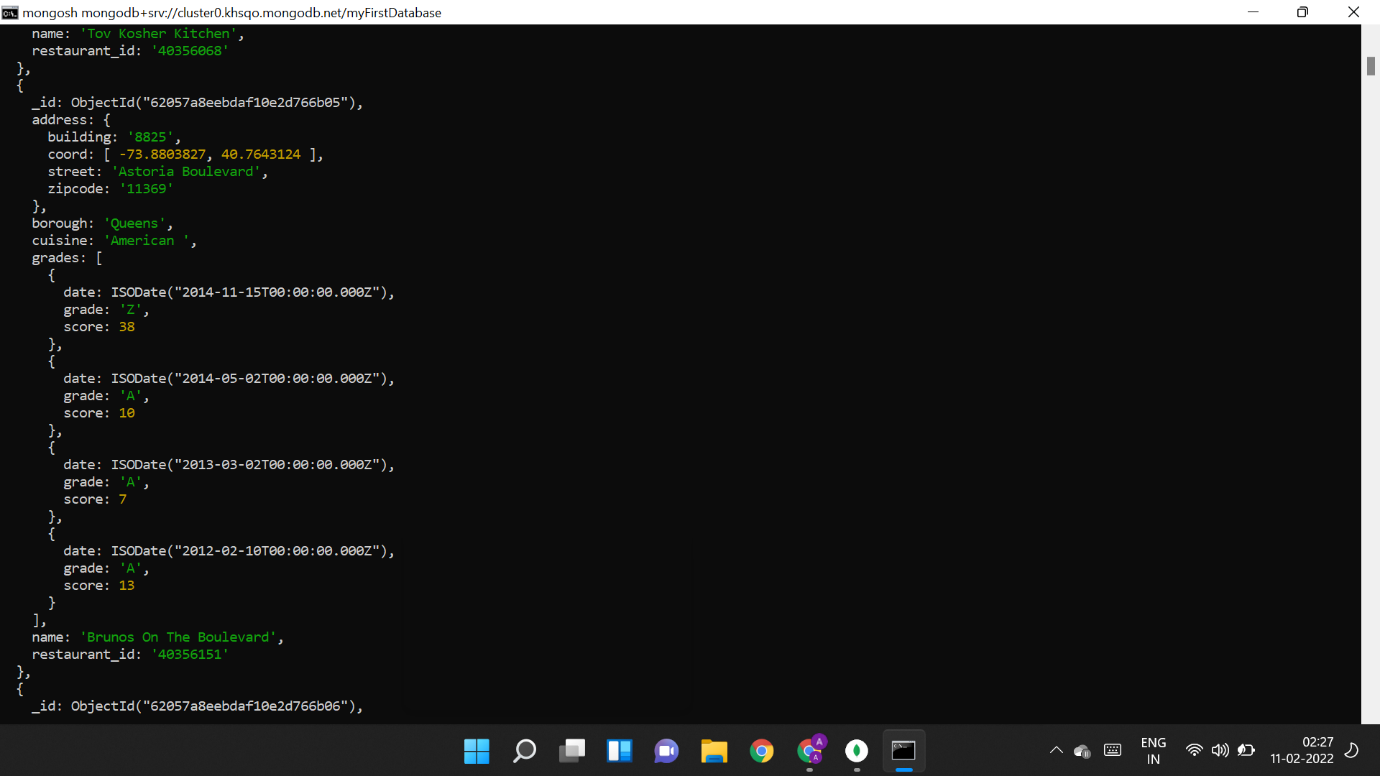 mongosh mongodb+srv://cluster0.khsqo.mongodb.net/myFirstDatabase
name: 'Tov Kosher Kitchen',
restaurant_id: '40356068'
},
{
_id: ObjectId("62057a8eebdaf10e2d766b05"),
address: {
building: '8825',
coord: [ -73.8803827, 40.7643124 ],
street: 'Astoria Boulevard',
zipcode: '11369'
},
borough: 'Queens',
cuisine: 'American ',
grades: [
{
date: ISODate("2014-11-15T00:00:00.000Z"),
grade: 'Z',
score: 38
},
{
date: ISODate("2014-05-02T00:00:00.000Z"),
grade: 'A',
score: 10
},
{
date: ISODate("2013-03-02T00:00:00.000Z"),
grade: 'A',
score: 7
},
{
date: ISODate("2012-02-10T00:00:00.000Z"),
grade: 'A',
score: 13
}
],
name: 'Brunos On The Boulevard',
restaurant_id: '40356151'
},
{
_id: ObjectId("62057a8eebdaf10e2d766b06"),
A
A
ENG
IN
02:27
11-02-2022